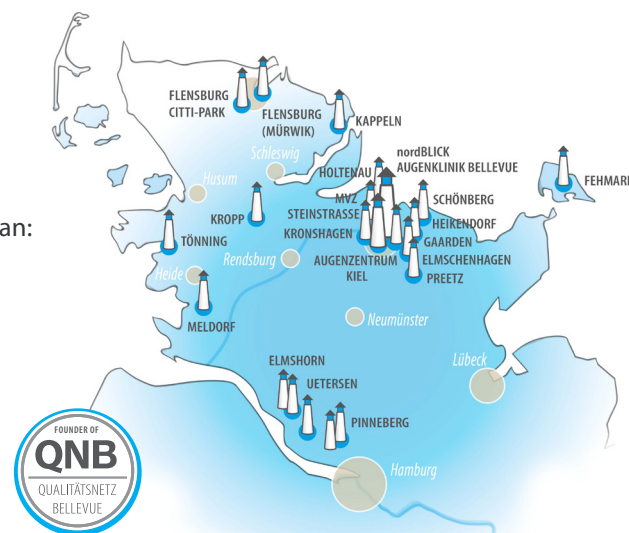 FLENSBURG
CITTI-PARK
FLENSBURG
(MÜRWIK)
KAPPELN
Schleswig
nordBLICK
AUGENKLINIK BELLEVUE
HOLTENAU
FEHMARN
Husum
MVZ
STEINSTRASSE
SCHÖNBERG
KROPP
HEIKENDORF
an:
KRONSHAGEN
GAARDEN
TÖNNING
Rendsburg
AUGENZENTRUM
KIEL
ELMSCHENHAGEN
Heide
PREETZ
MELDORF
Neumünster
ELMSHORN
Lübeck
UETERSEN
PINNEBERG
Hamburg
FOUNDER OF
QNB
QUALITÄTSNETZ
BELLEVUE